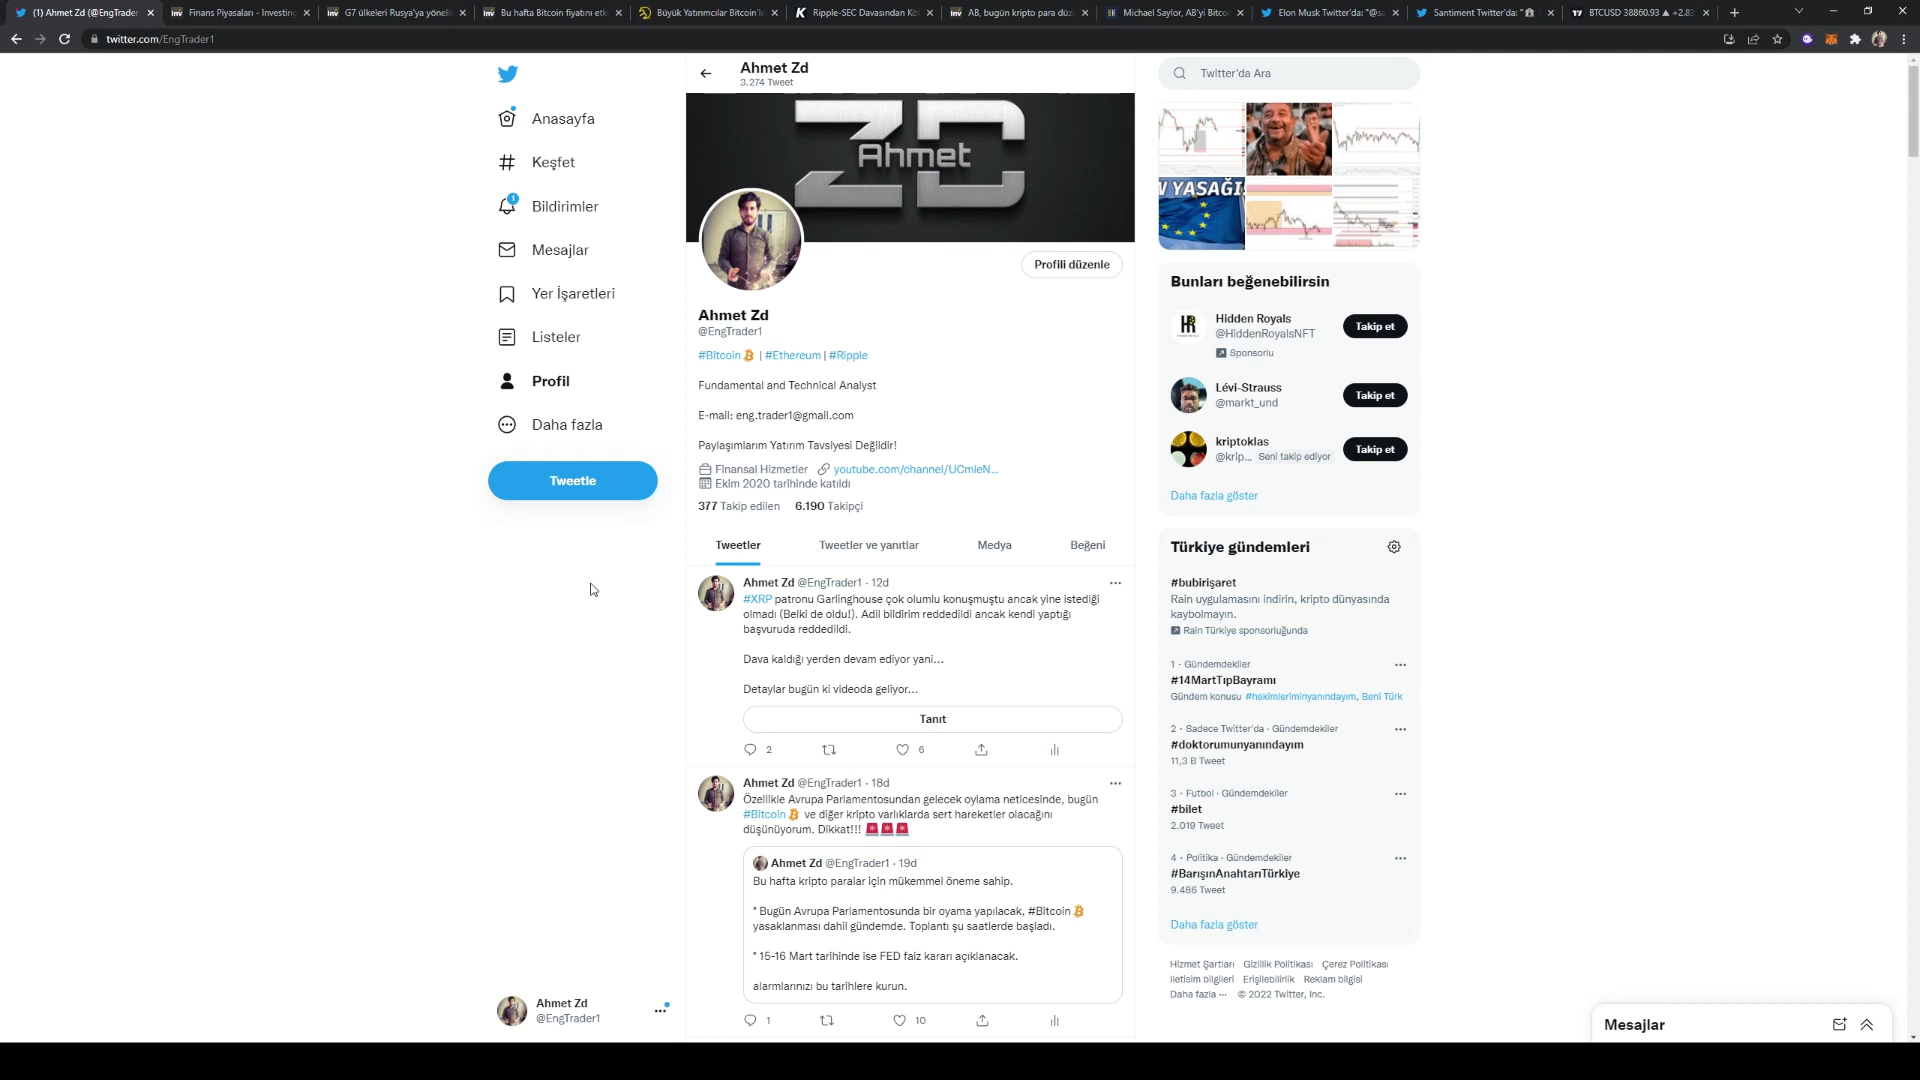 (1) Ahmet Zd (@EngTrader
Finans Piyasaları - Investing
G7 ülkeleri Rusya'ya yönelik
Bu hafta Bitcoin fiyatını etk
Büyük Yatırımcılar Bitcoin'
Ripple-SEC Davasından Kö
AB, bugün kripto para düz
Michael Saylor, AB'yi Bitco
Elon Musk Twitter'da: "@sa
Santiment Twitter'da: "
BTCUSD 38860.93 ▲ +2.83
twitter.com/EngTrader1
Anasayfa
Keşfet
1
Bildirimler
Mesajlar
Yer İşaretleri
Listeler
Profil
Daha fazla
Tweetle
Ahmet Zd
@EngTrader1
Ahmet Zd
3.274 Tweet
ZD
Ahmet
Profili düzenle
Ahmet Zd
@EngTrader1
#Bitcoin | #Ethereum | #Ripple
Fundamental and Technical Analyst
E-mail: eng.trader1@gmail.com
Paylaşımlarım Yatırım Tavsiyesi Değildir!
Finansal Hizmetler youtube.com/channel/UCmleN...
Ekim 2020 tarihinde katıldı
377 Takip edilen 6.190 Takipçi
Tweetler Tweetler ve yanıtlar Medya Beğeni
Ahmet Zd @EngTrader1 · 12d
#XRP patronu Garlinghouse çok olumlu konuşmuştu ancak yine istediği
olmadı (Belki de oldu!). Adil bildirim reddedildi ancak kendi yaptığı
başvuruda reddedildi.
Dava kaldığı yerden devam ediyor yani...
Detaylar bugün ki videoda geliyor...
Tanıt
2 6
Ahmet Zd @EngTrader1 · 18d
Özellikle Avrupa Parlamentosundan gelecek oylama neticesinde, bugün
#Bitcoin ve diğer kripto varlıklarda sert hareketler olacağını
düşünüyorum. Dikkat!!!
Ahmet Zd @EngTrader1 · 19d
Bu hafta kripto paralar için mükemmel öneme sahip.
* Bugün Avrupa Parlamentosunda bir oyama yapılacak, #Bitcoin
yasaklanması dahil gündemde. Toplantı şu saatlerde başladı.
* 15-16 Mart tarihinde ise FED faiz kararı açıklanacak.
alarmlarınızı bu tarihlere kurun.
1 10
Twitter'da Ara
YASAĞI
Bunları beğenebilirsin
Hidden Royals
@HiddenRoyalsNFT
Sponsorlu
Takip et
Lévi-Strauss
@markt_und
Takip et
kriptoklas
@krip... Seni takip ediyor
Takip et
Daha fazla göster
Türkiye gündemleri
#bubirişaret
Rain uygulamasını indirin, kripto dünyasında
kaybolmayın.
Rain Türkiye sponsorluğunda
1 · Gündemdekiler
#14MartTıpBayramı
Gündem konusu #hekimleriminyanındayım, Beni Türk
2 · Sadece Twitter'da · Gündemdekiler
#doktorumunyanındayım
11,3 B Tweet
3 · Futbol · Gündemdekiler
#bilet
2.019 Tweet
4 · Politika · Gündemdekiler
#BarışınAnahtarıTürkiye
9.486 Tweet
Daha fazla göster
Hizmet Şartları Gizlilik Politikası Çerez Politikası
İletisim bilgileri Erişilebilirlik Reklam bilgisi
Daha fazla ... © 2022 Twitter, Inc.
Mesajlar